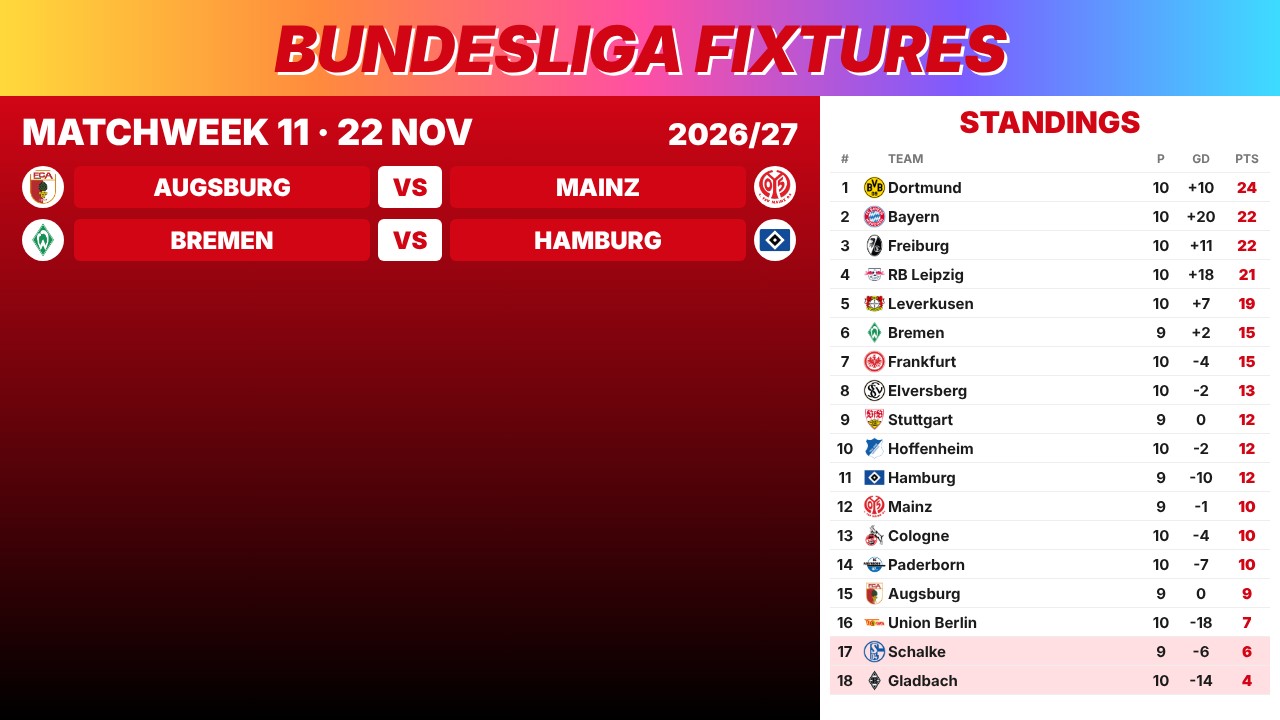 BUNDESLIGA FIXTURES
MATCHWEEK 11 · 22 NOV 2026/27
AUGSBURG VS MAINZ
BREMEN VS HAMBURG
STANDINGS
# TEAM P GD PTS
1 Dortmund 10 +10 24
2 Bayern 10 +20 22
3 Freiburg 10 +11 22
4 RB Leipzig 10 +18 21
5 Leverkusen 10 +7 19
6 Bremen 9 +2 15
7 Frankfurt 10 -4 15
8 Elversberg 10 -2 13
9 Stuttgart 9 0 12
10 Hoffenheim 10 -2 12
11 Hamburg 9 -10 12
12 Mainz 9 -1 10
13 Cologne 10 -4 10
14 Paderborn 10 -7 10
15 Augsburg 9 0 9
16 Union Berlin 10 -18 7
17 Schalke 9 -6 6
18 Gladbach 10 -14 4